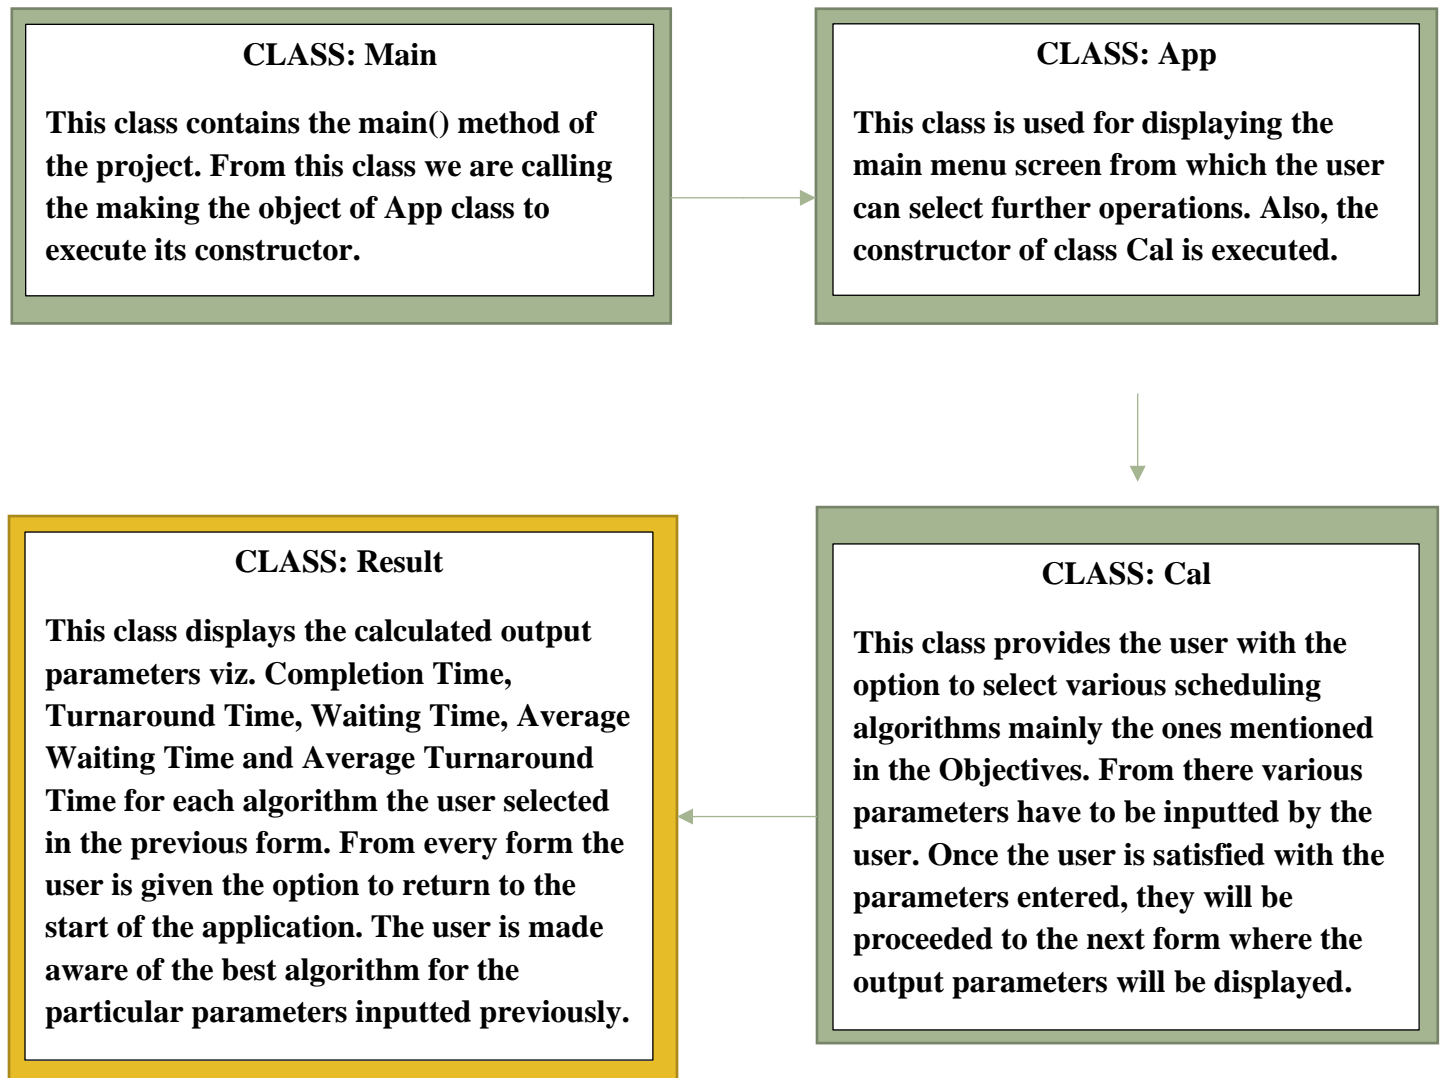 CLASS: Main
This class contains the main() method of
the project. From this class we are calling
the making the object of App class to
execute its constructor.
CLASS: App
This class is used for displaying the
main menu screen from which the user
can select further operations. Also, the
constructor of class Cal is executed.
CLASS: Cal
This class provides the user with the
option to select various scheduling
algorithms mainly the ones mentioned
in the Objectives. From there various
parameters have to be inputted by the
user. Once the user is satisfied with the
parameters entered, they will be
proceeded to the next form where the
output parameters will be displayed.
CLASS: Result
This class displays the calculated output
parameters viz. Completion Time,
Turnaround Time, Waiting Time, Average
Waiting Time and Average Turnaround
Time for each algorithm the user selected
in the previous form. From every form the
user is given the option to return to the
start of the application. The user is made
aware of the best algorithm for the
particular parameters inputted previously.